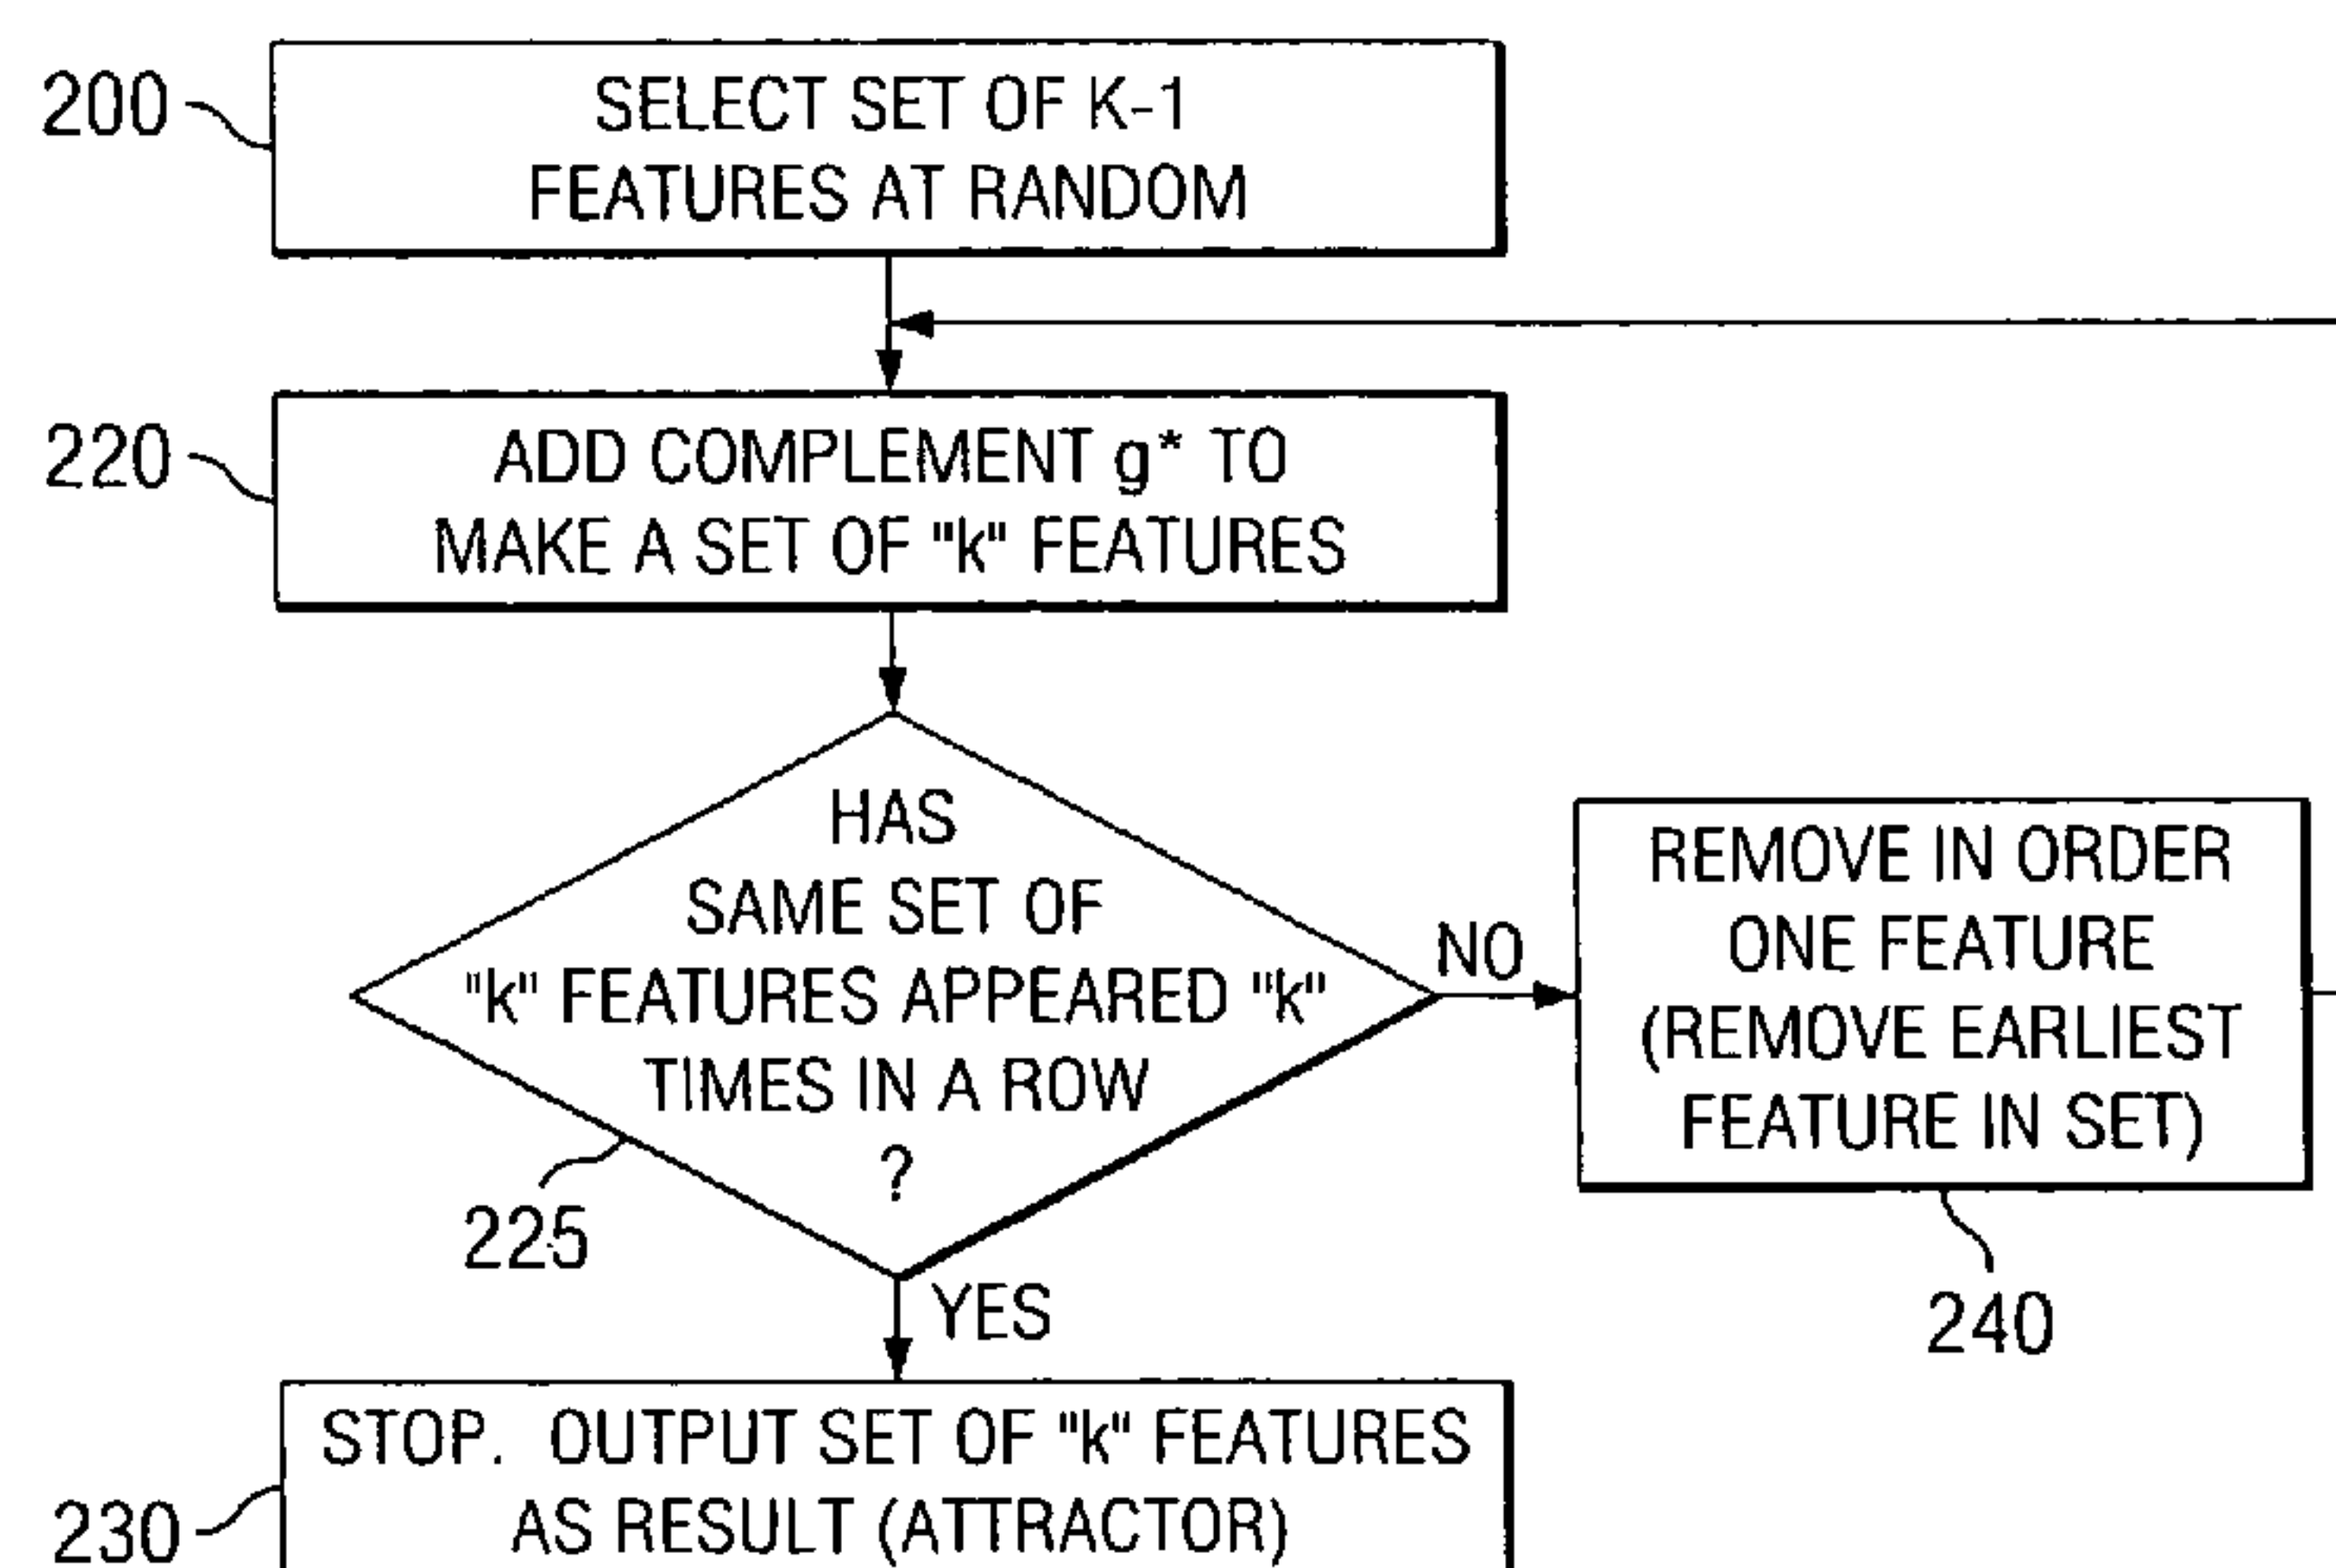 200
SELECT SET OF K-1
FEATURES AT RANDOM
220
ADD COMPLEMENT g* TO
MAKE A SET OF "k" FEATURES
HAS
SAME SET OF
"k" FEATURES APPEARED "k"
TIMES IN A ROW
?
225
NO
REMOVE IN ORDER
ONE FEATURE
(REMOVE EARLIEST
FEATURE IN SET)
240
YES
230
STOP. OUTPUT SET OF "k" FEATURES
AS RESULT (ATTRACTOR)